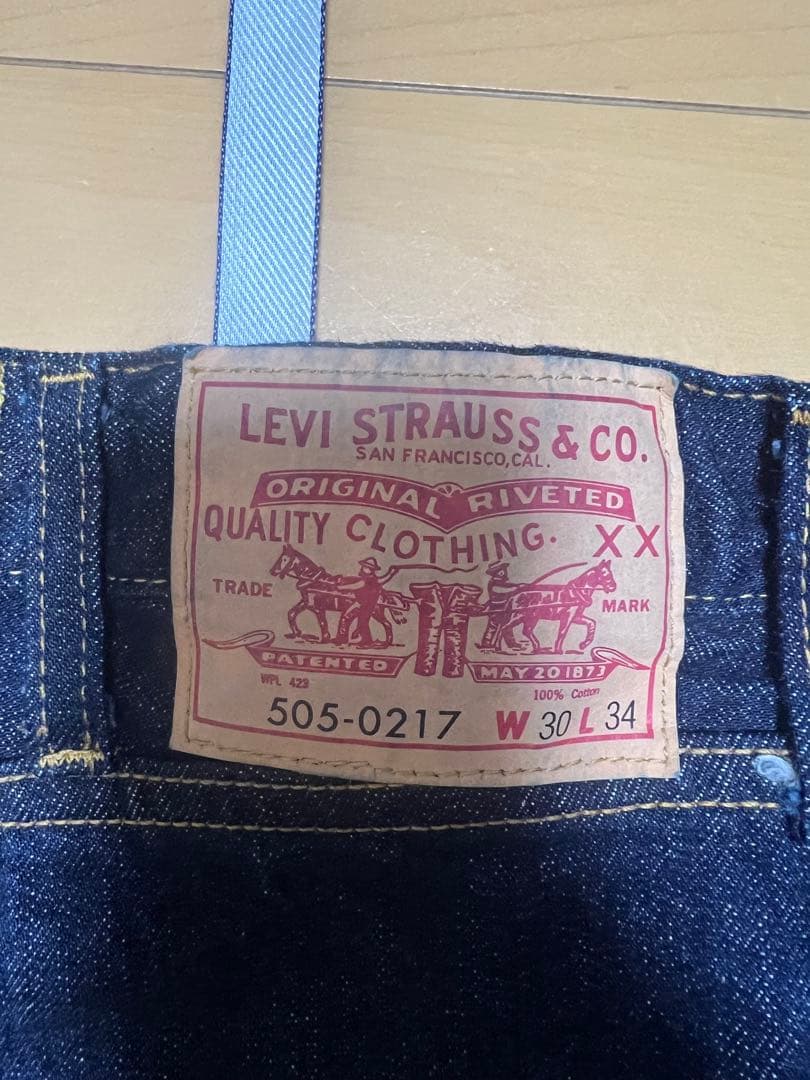 LEVI STRAUSS & CO.
SAN FRANCISCO, CAL.
ORIGINAL RIVETED
QUALITY CLOTHING. XX
TRADE MARK
PATENTED MAY 20 1873
WPL 423
100% Cotton
505-0217 W 30 L 34